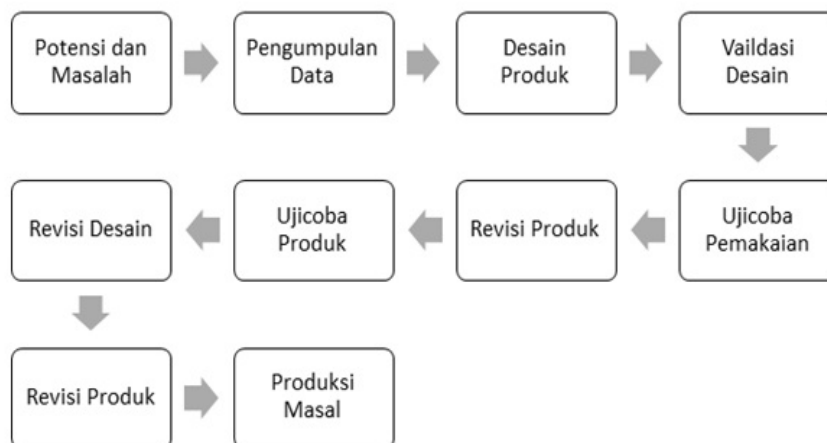 Potensi dan
Masalah
Pengumpulan
Data
Desain
Produk
Vaildasi
Desain
Ujicoba
Pemakaian
Revisi Produk
Ujicoba
Produk
Revisi Desain
Revisi Produk
Produksi
Masal